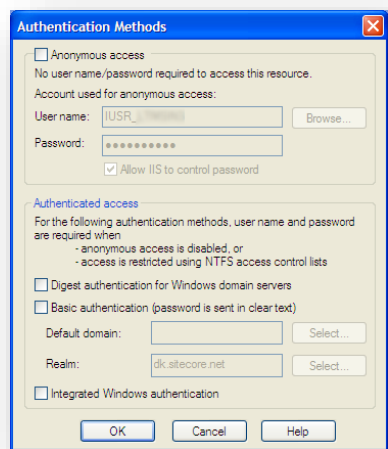 Authentication Methods
Anonymous access
No user name/password required to access this resource.
Account used for anonymous access:
User name: IUSR_ Browse...
Password: ●●●●●●●●●●
Allow IIS to control password
Authenticated access
For the following authentication methods, user name and password
are required when
- anonymous access is disabled, or
- access is restricted using NTFS access control lists
Digest authentication for Windows domain servers
Basic authentication (password is sent in clear text)
Default domain: Select...
Realm: dk.sitecore.net Select...
Integrated Windows authentication
OK Cancel Help